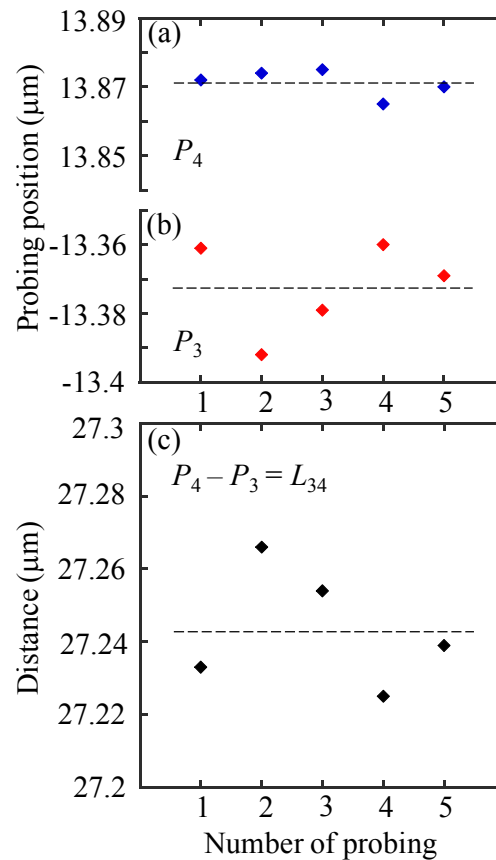 (a)
13.89
13.87
13.85
P4
Probing position (μm)
(b)
-13.36
-13.38
-13.4
P3
1 2 3 4 5
(c)
P4 – P3 = L34
27.3
27.28
27.26
27.24
27.22
27.2
Distance (μm)
1 2 3 4 5
Number of probing